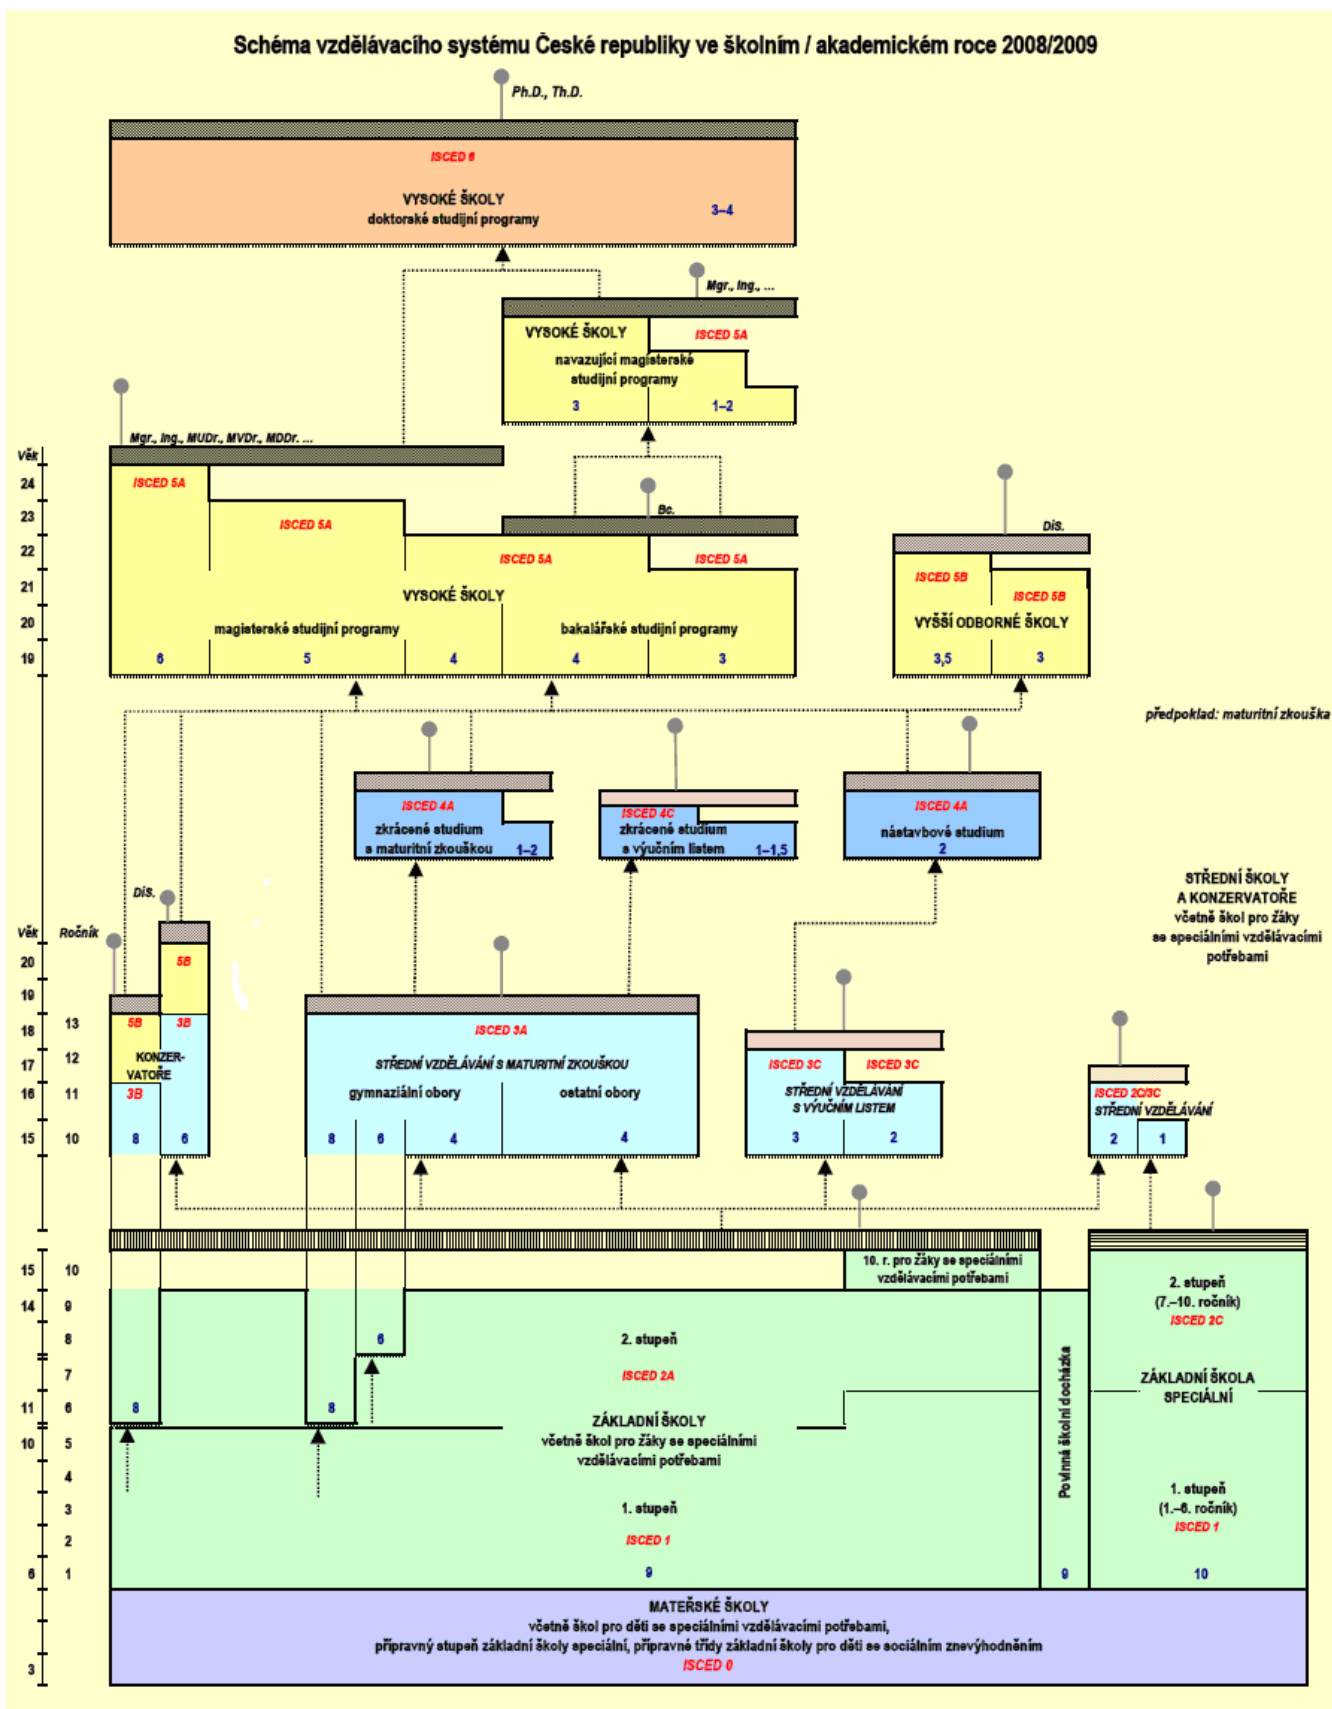 Schéma vzdělávacího systému České republiky ve školním / akademickém roce 2008/2009
Ph.D., Th.D.
ISCED 6
VYSOKÉ ŠKOLY
doktorské studijní programy
3–4
Mgr., Ing., ...
VYSOKÉ ŠKOLY
ISCED 5A
navazující magisterské
studijní programy
3
1–2
Mgr., Ing., MUDr., MVDr., MDDr. ...
Věk
24
23
22
21
20
19
ISCED 5A
ISCED 5A
ISCED 5A
Bc.
ISCED 5A
VYSOKÉ ŠKOLY
magisterské studijní programy
bakalářské studijní programy
6
5
4
4
3
DiS.
ISCED 5B
ISCED 5B
VYŠŠÍ ODBORNÉ ŠKOLY
3,5
3
předpoklad: maturitní zkouška
ISCED 4A
zkrácené studium
s maturitní zkouškou
1–2
ISCED 4C
zkrácené studium
s výučním listem
1–1,5
ISCED 4A
nástavbové studium
2
STŘEDNÍ ŠKOLY
A KONZERVATOŘE
včetně škol pro žáky
se speciálními vzdělávacími
potřebami
DiS.
Věk
Ročník
20
19
18
13
17
12
16
11
15
10
5B
5B
3B
KONZER-
VATOŘE
3B
8
6
ISCED 3A
STŘEDNÍ VZDĚLÁVÁNÍ S MATURITNÍ ZKOUŠKOU
gymnaziální obory
ostatní obory
8
6
4
4
ISCED 3C
ISCED 3C
STŘEDNÍ VZDĚLÁVÁNÍ
S VÝUČNÍM LISTEM
3
2
ISCED 2C/3C
STŘEDNÍ VZDĚLÁVÁNÍ
2
1
15
10
14
9
8
7
11
6
10
5
4
3
2
6
1
3
10. r. pro žáky se speciálními
vzdělávacími potřebami
6
8
8
2. stupeň
ISCED 2A
ZÁKLADNÍ ŠKOLY
včetně škol pro žáky se speciálními
vzdělávacími potřebami
1. stupeň
ISCED 1
9
Povinná školní docházka
9
2. stupeň
(7.–10. ročník)
ISCED 2C
ZÁKLADNÍ ŠKOLA
SPECIÁLNÍ
1. stupeň
(1.–6. ročník)
ISCED 1
10
MATEŘSKÉ ŠKOLY
včetně škol pro děti se speciálními vzdělávacími potřebami,
přípravný stupeň základní školy speciální, přípravné třídy základní školy pro děti se sociálním znevýhodněním
ISCED 0